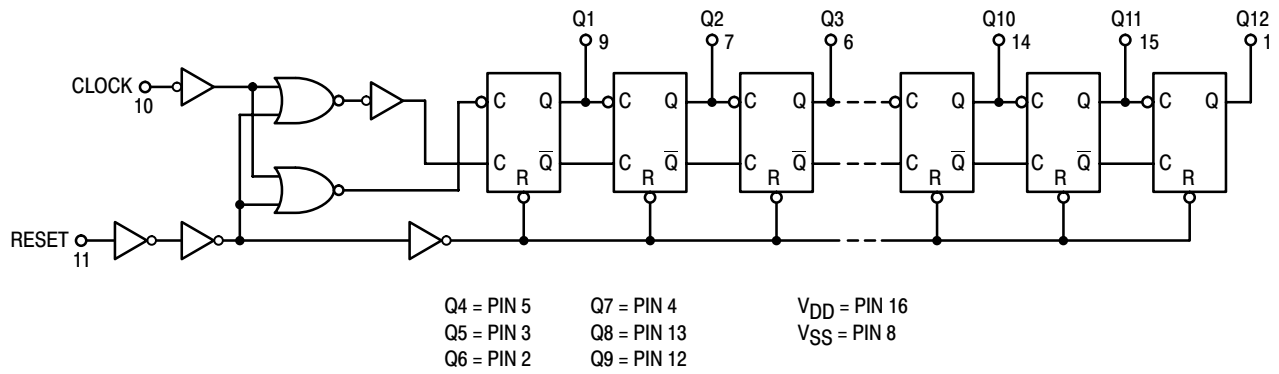 Q1 Q2 Q3 Q10 Q11 Q12
9 7 6 14 15 1
CLOCK
10
C Q C Q C Q C Q C Q C Q
C Q̅ C Q̅ C Q̅ C Q̅ C Q̅ C
R R R R R R
RESET
11
Q4 = PIN 5 Q7 = PIN 4 VDD = PIN 16
Q5 = PIN 3 Q8 = PIN 13 VSS = PIN 8
Q6 = PIN 2 Q9 = PIN 12